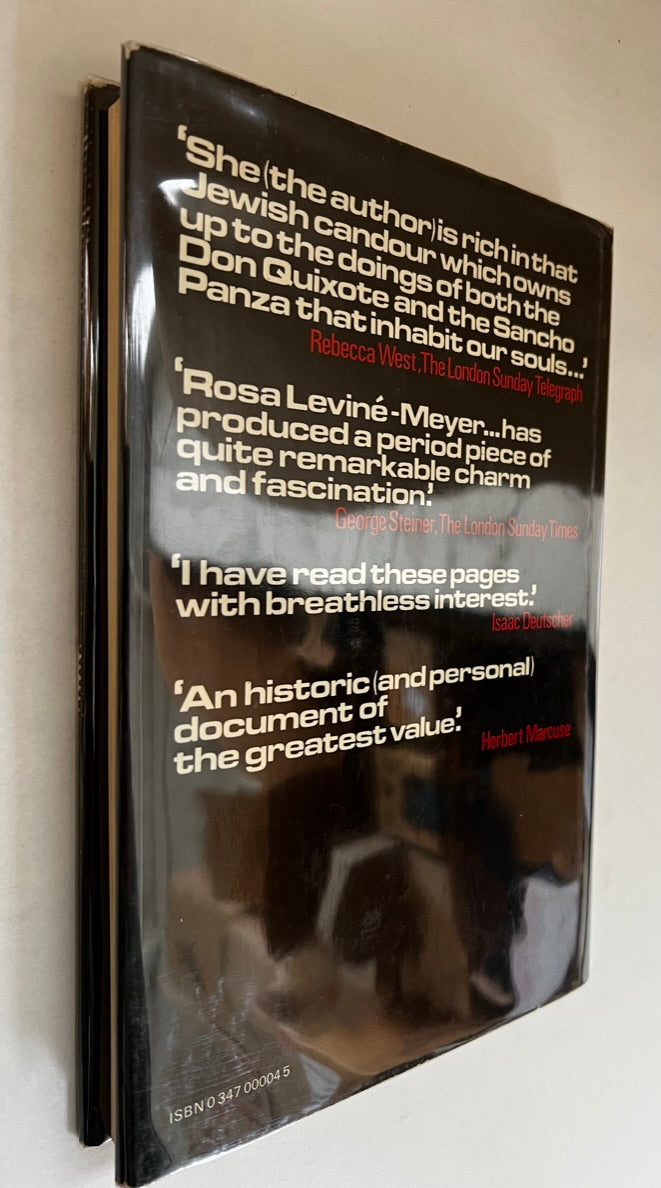 ‘She (the author) is rich in that
Jewish candour which owns
up to the doings of both the
Don Quixote and the Sancho
Panza that inhabit our souls...’
Rebecca West, The London Sunday Telegraph
‘Rosa Leviné-Meyer...has
produced a period piece of
quite remarkable charm
and fascination.’
George Steiner, The London Sunday Times
‘I have read these pages
with breathless interest.’
Isaac Deutscher
‘An historic (and personal)
document of
the greatest value.’
Herbert Marcuse
ISBN 0 347 00004 5